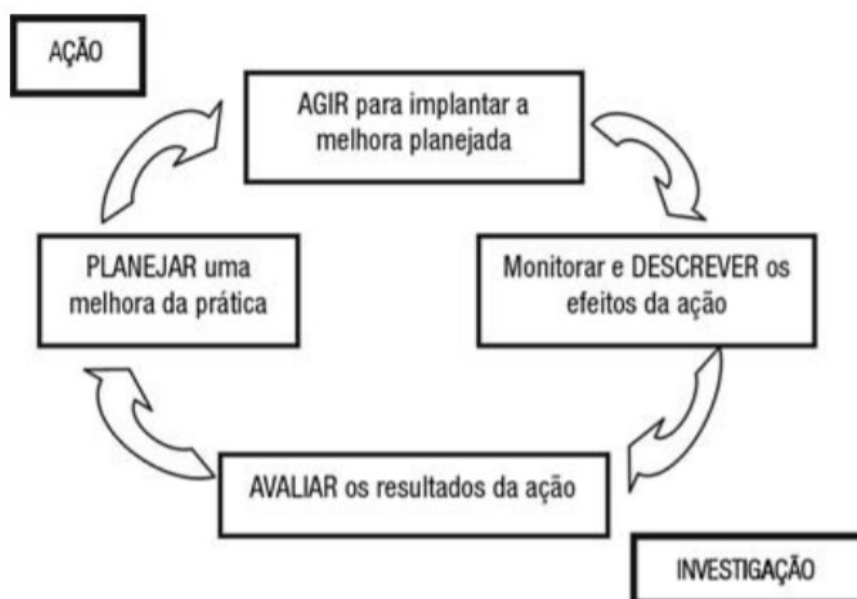 AÇÃO
AGIR para implantar a
melhora planejada
PLANEJAR uma
melhora da prática
Monitorar e DESCREVER os
efeitos da ação
AVALIAR os resultados da ação
INVESTIGAÇÃO